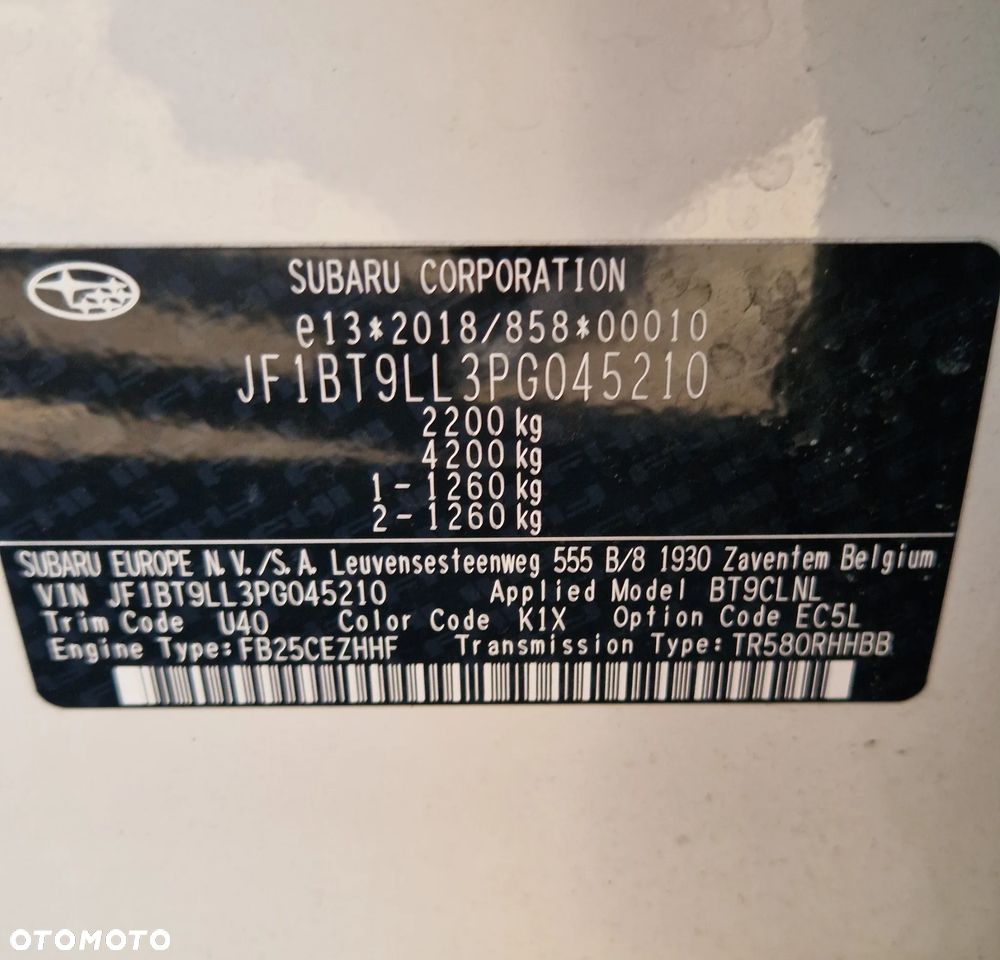 SUBARU CORPORATION
e13*2018/858*00010
JF1BT9LL3PG045210
2200 kg
4200 kg
1 - 1260 kg
2 - 1260 kg
SUBARU EUROPE N.V./S.A. Leuvensesteenweg 555 B/8 1930 Zaventem Belgium
VIN JF1BT9LL3PG045210 Applied Model BT9CLNL
Trim Code U40 Color Code K1X Option Code EC5L
Engine Type: FB25CEZHHF Transmission Type: TR580RHHBB
OTOMOTO